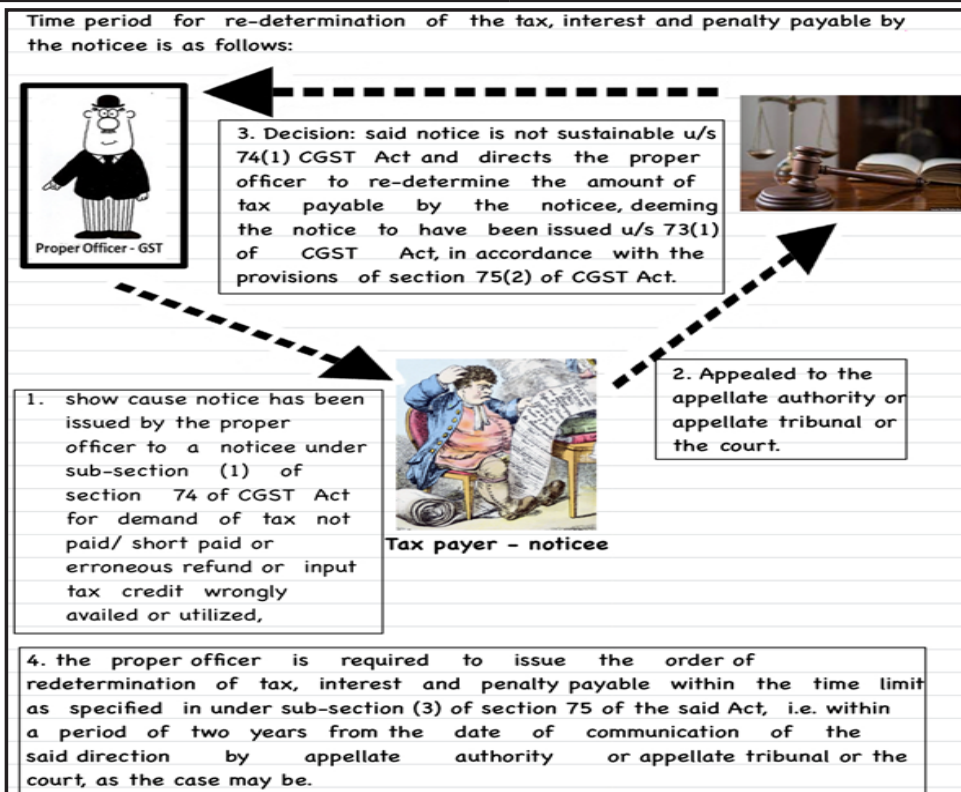 Time period for re-determination of the tax, interest and penalty payable by
the noticee is as follows:
Proper Officer - GST
3. Decision: said notice is not sustainable u/s
74(1) CGST Act and directs the proper
officer to re-determine the amount of
tax payable by the noticee, deeming
the notice to have been issued u/s 73(1)
of CGST Act, in accordance with the
provisions of section 75(2) of CGST Act.
1. show cause notice has been
issued by the proper
officer to a noticee under
sub-section (1) of
section 74 of CGST Act
for demand of tax not
paid/ short paid or
erroneous refund or input
tax credit wrongly
availed or utilized,
Tax payer - noticee
2. Appealed to the
appellate authority or
appellate tribunal or
the court.
4. the proper officer is required to issue the order of
redetermination of tax, interest and penalty payable within the time limit
as specified in under sub-section (3) of section 75 of the said Act, i.e. within
a period of two years from the date of communication of the
said direction by appellate authority or appellate tribunal or the
court, as the case may be.